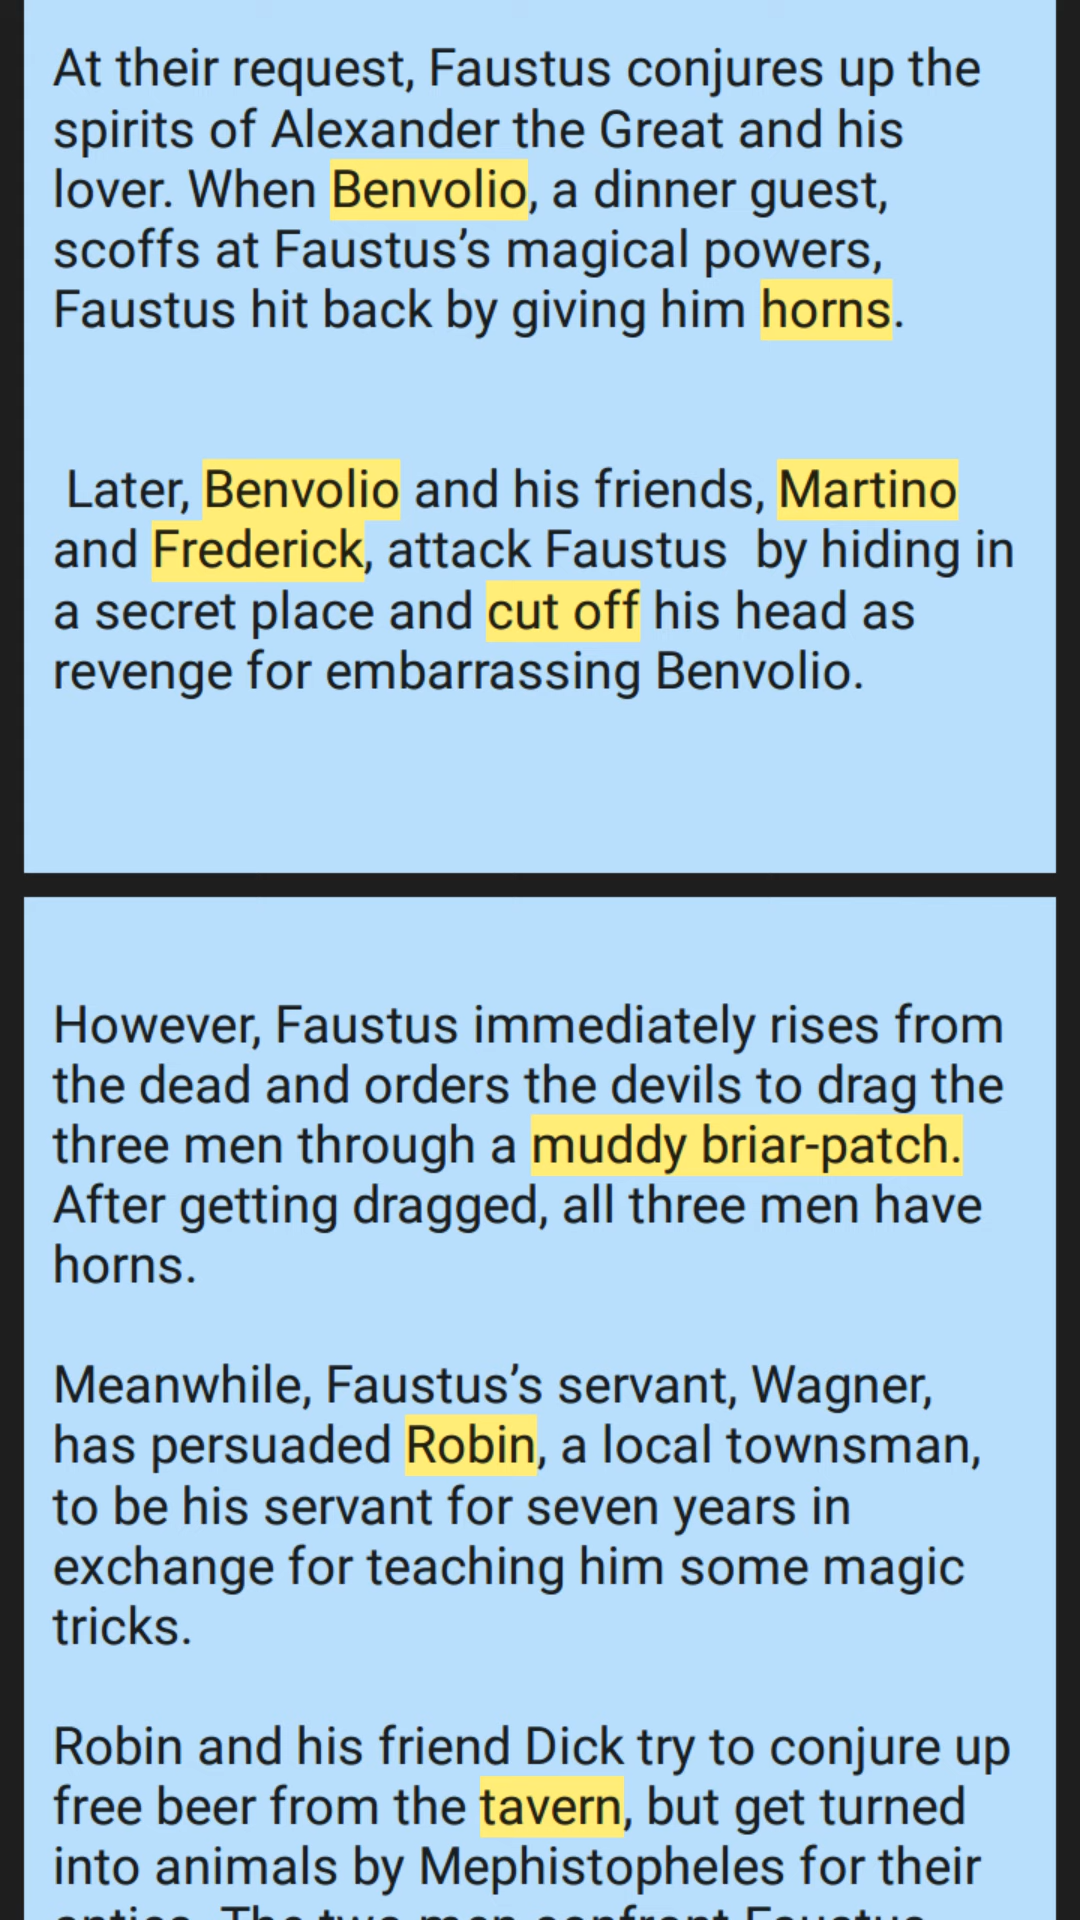 At their request, Faustus conjures up the
spirits of Alexander the Great and his
lover. When Benvolio, a dinner guest,
scoffs at Faustus’s magical powers,
Faustus hit back by giving him horns.
Later, Benvolio and his friends, Martino
and Frederick, attack Faustus  by hiding in
a secret place and cut off his head as
revenge for embarrassing Benvolio.
However, Faustus immediately rises from
the dead and orders the devils to drag the
three men through a muddy briar-patch.
After getting dragged, all three men have
horns.
Meanwhile, Faustus’s servant, Wagner,
has persuaded Robin, a local townsman,
to be his servant for seven years in
exchange for teaching him some magic
tricks.
Robin and his friend Dick try to conjure up
free beer from the tavern, but get turned
into animals by Mephistopheles for their
antics. The two men confront Faustus